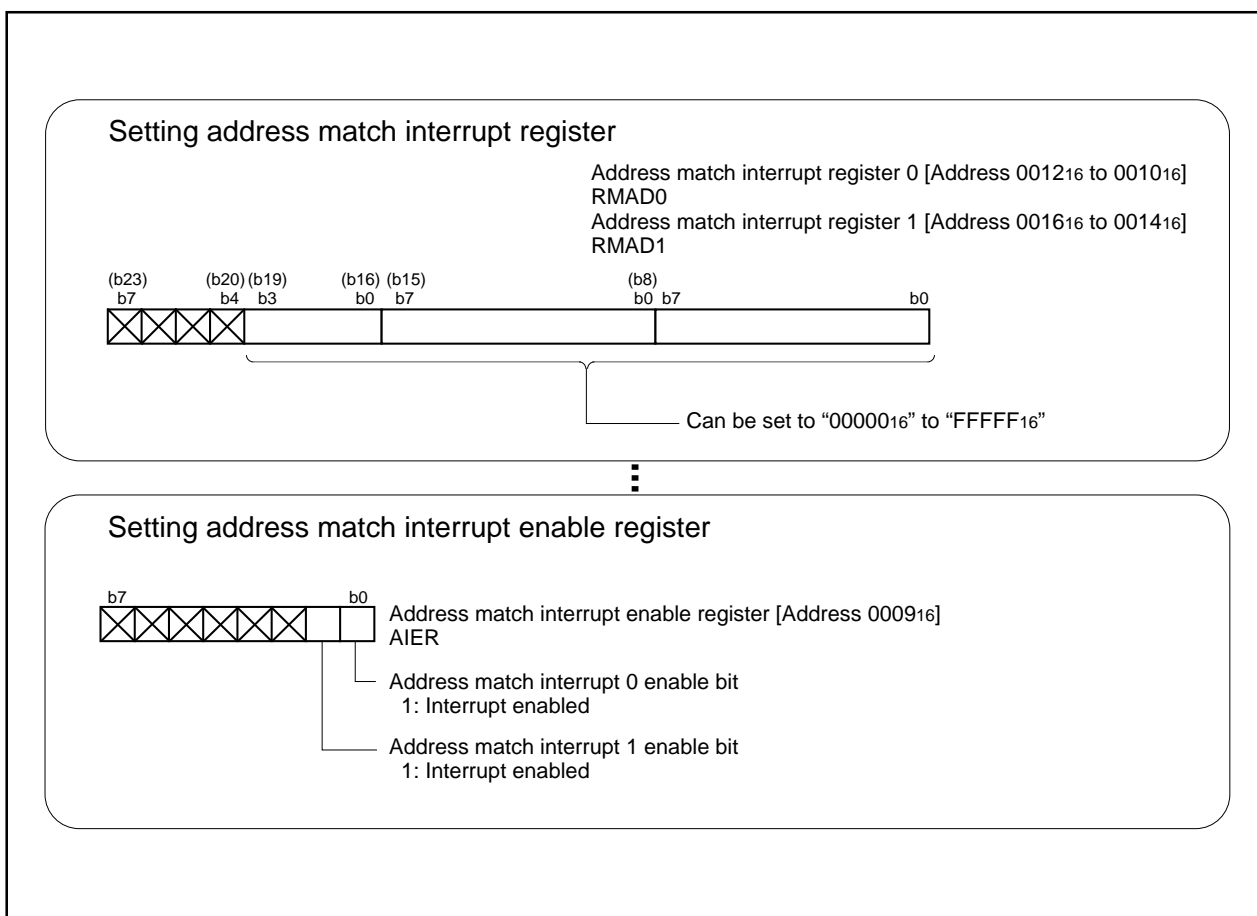 Setting address match interrupt register
Address match interrupt register 0 [Address 001216 to 001016]
RMAD0
Address match interrupt register 1 [Address 001616 to 001416]
RMAD1
(b23) (b20) (b19) (b16) (b15) (b8)
b7 b4 b3 b0 b7 b0 b7 b0
Can be set to “0000016” to “FFFFF16”
Setting address match interrupt enable register
b7 b0
Address match interrupt enable register [Address 000916]
AIER
Address match interrupt 0 enable bit
1: Interrupt enabled
Address match interrupt 1 enable bit
1: Interrupt enabled